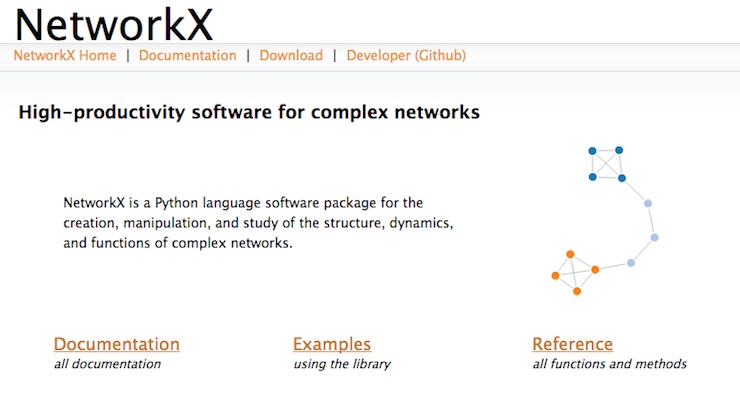 NetworkX
NetworkX Home | Documentation | Download | Developer (Github)
High-productivity software for complex networks
NetworkX is a Python language software package for the
creation, manipulation, and study of the structure, dynamics,
and functions of complex networks.
Documentation Examples Reference
all documentation using the library all functions and methods